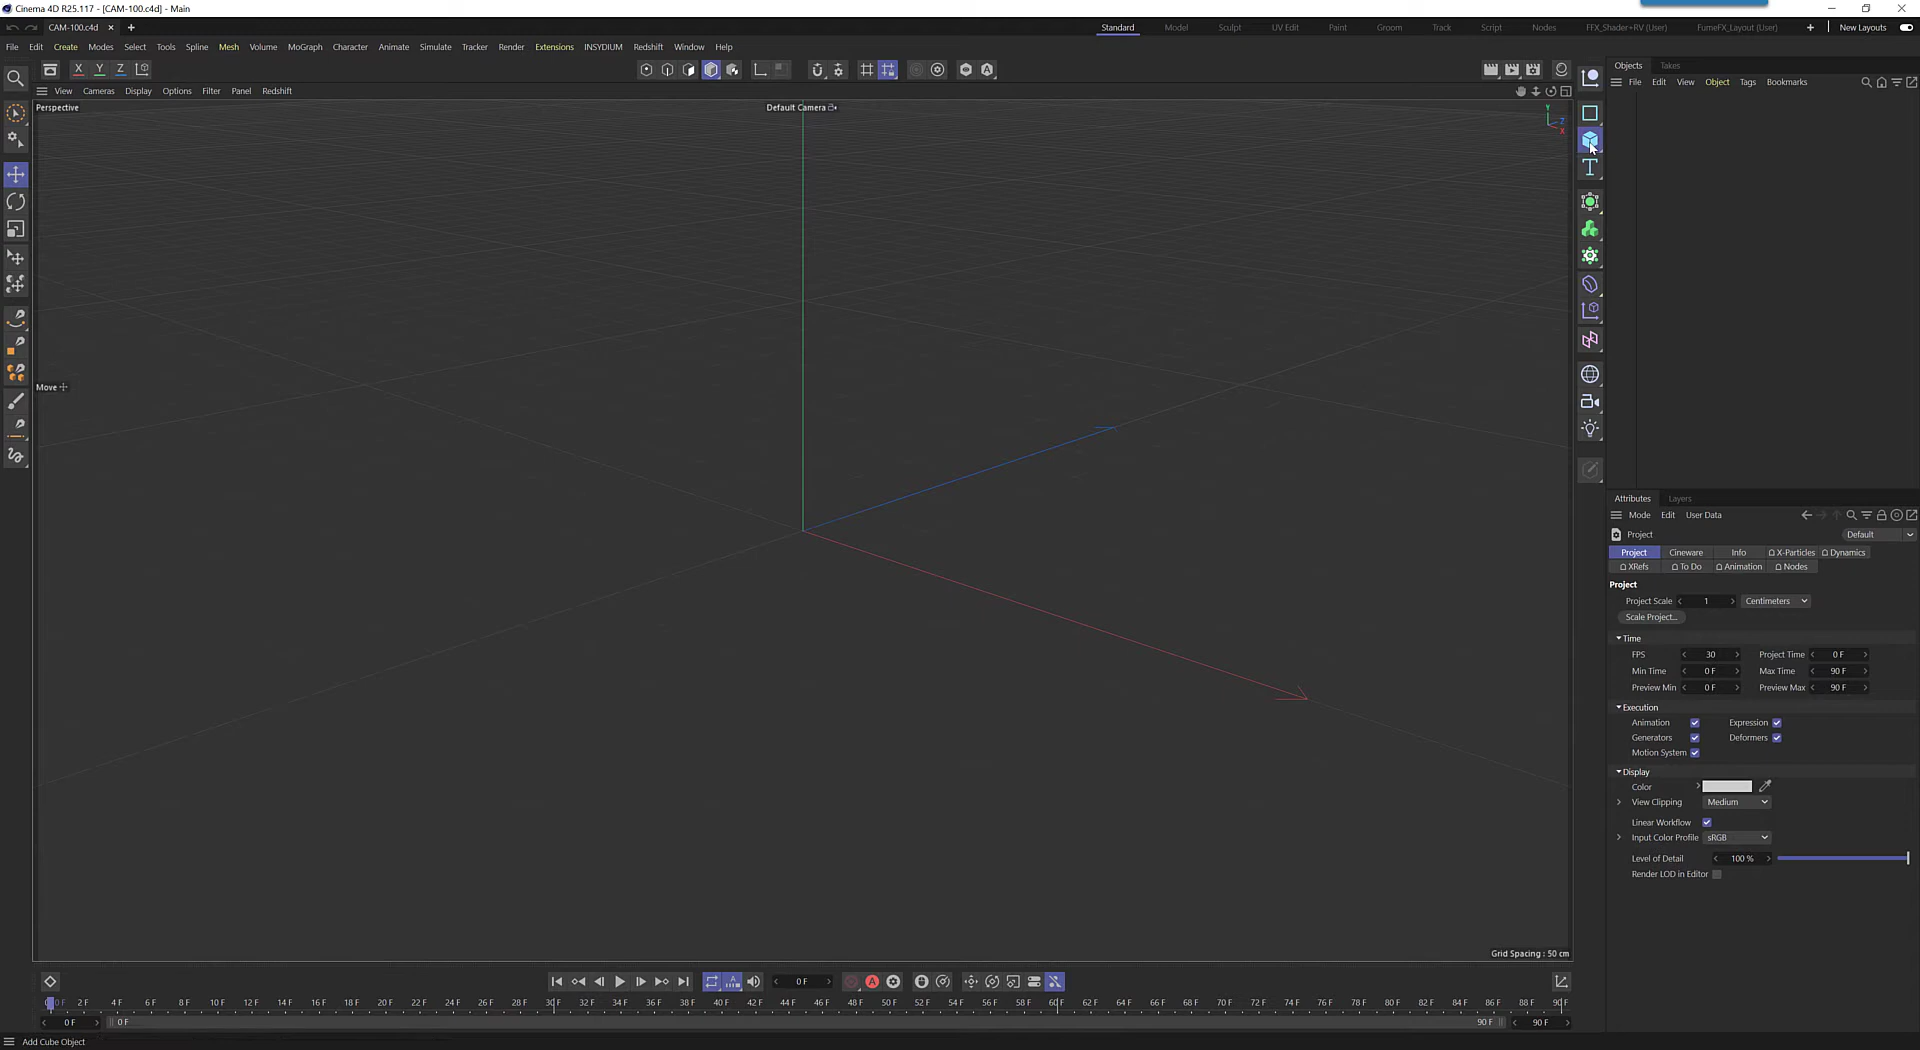 Cinema 4D R25.117 - [CAM-100.c4d] - Main
CAM-100.c4d
Standard Model Sculpt UV Edit Paint Groom Track Script Nodes FFX_Shader+RV (User) FumeFX_Layout (User) New Layouts
File Edit Create Modes Select Tools Spline Mesh Volume MoGraph Character Animate Simulate Tracker Render Extensions INSYDIUM Redshift Window Help
Objects Takes
X Y Z
File Edit View Object Tags Bookmarks
View Cameras Display Options Filter Panel Redshift
Perspective
Default Camera
Y
Z
X
Move
Attributes Layers
Mode Edit User Data
Project
Default
Project Cineware Info X-Particles Dynamics
XRefs To Do Animation Nodes
Project
Project Scale 1 Centimeters
Scale Project...
Time
FPS 30 Project Time 0 F
Min Time 0 F Max Time 90 F
Preview Min 0 F Preview Max 90 F
Execution
Animation Expression
Generators Deformers
Motion System
Display
Color
View Clipping Medium
Linear Workflow
Input Color Profile sRGB
Level of Detail 100 %
Render LOD in Editor
Grid Spacing : 50 cm
0 F
0 F 2 F 4 F 6 F 8 F 10 F 12 F 14 F 16 F 18 F 20 F 22 F 24 F 26 F 28 F 30 F 32 F 34 F 36 F 38 F 40 F 42 F 44 F 46 F 48 F 50 F 52 F 54 F 56 F 58 F 60 F 62 F 64 F 66 F 68 F 70 F 72 F 74 F 76 F 78 F 80 F 82 F 84 F 86 F 88 F 90 F
0 F 0 F 90 F 90 F
Add Cube Object